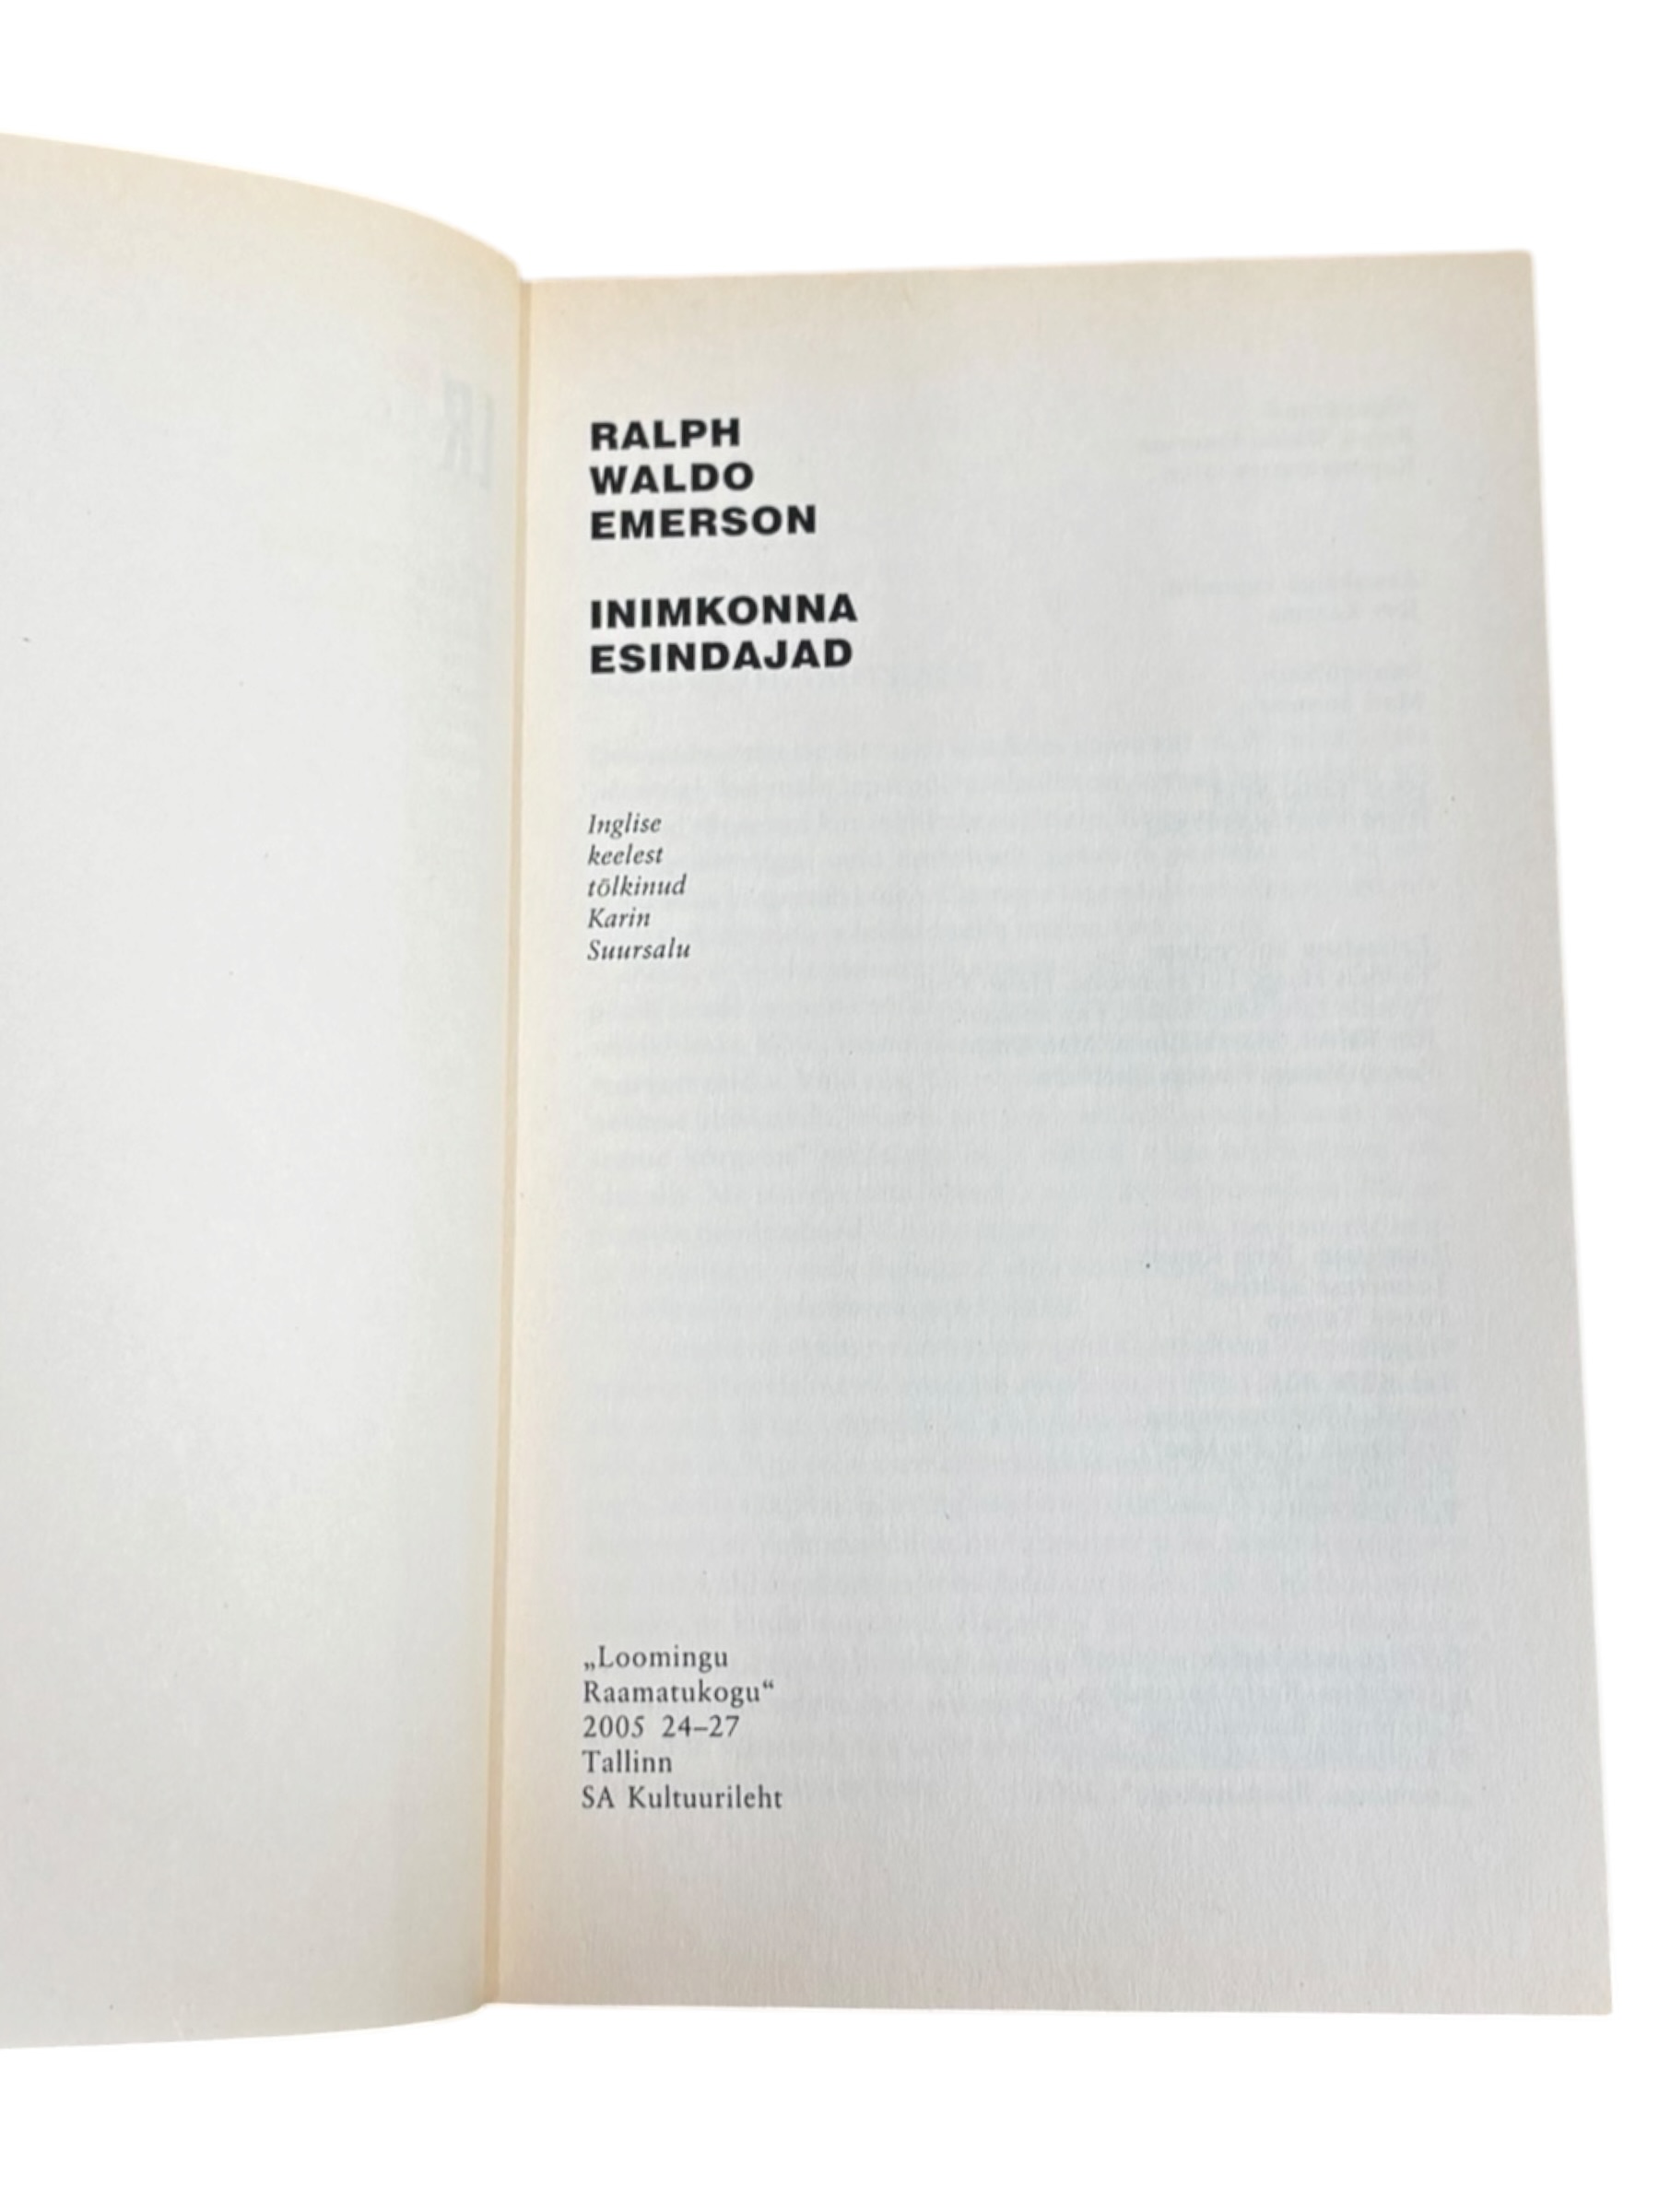 RALPH
WALDO
EMERSON
INIMKONNA
ESINDAJAD
Inglise
keelest
tõlkinud
Karin
Suursalu
„Loomingu
Raamatukogu“
2005 24–27
Tallinn
SA Kultuurileht